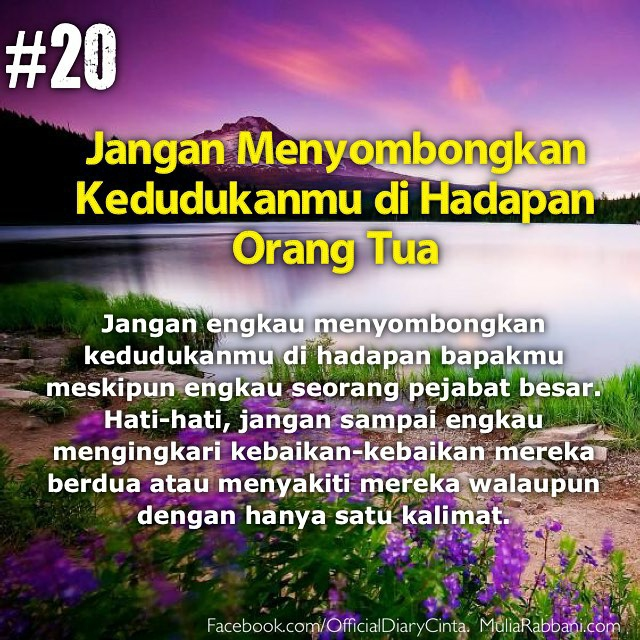 #20
Jangan Menyombongkan
Kedudukanmu di Hadapan
Orang Tua
Jangan engkau menyombongkan
kedudukanmu di hadapan bapakmu
meskipun engkau seorang pejabat besar.
Hati-hati, jangan sampai engkau
mengingkari kebaikan-kebaikan mereka
berdua atau menyakiti mereka walaupun
dengan hanya satu kalimat.
Facebook.com/OfficialDiaryCinta. MuliaRabbani.com